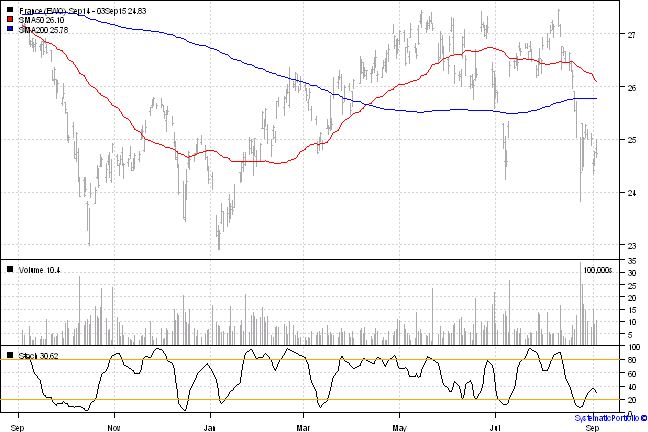 France (EWQ) Sep14 - 03Sep15 24.83
SMA50 26.10
SMA200 25.78
27
26
25
24
23
Volume 10.4
100,000s
35
30
25
20
15
10
5
Stoch 30.62
100
80
60
40
20
0
Sep Nov Jan Mar May Jul Sep
SystematicPortfolio ©